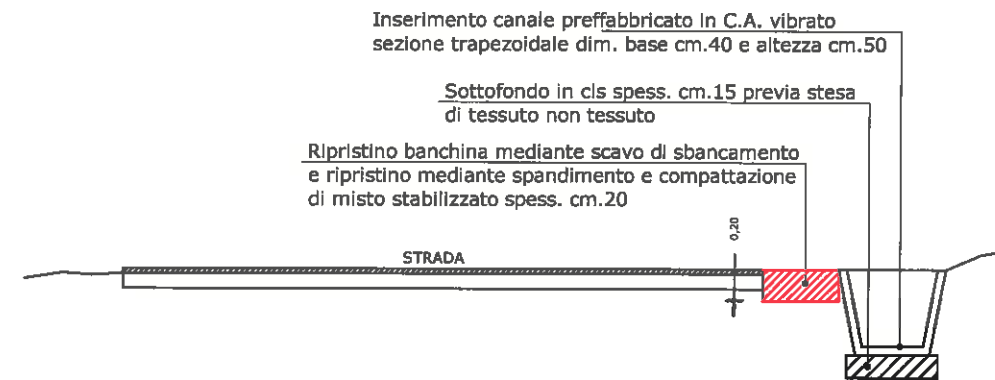 Inserimento canale preffabbricato in C.A. vibrato
sezione trapezoidale dim. base cm.40 e altezza cm.50
Sottofondo in cls spess. cm.15 previa stesa
di tessuto non tessuto
Ripristino banchina mediante scavo di sbancamento
e ripristino mediante spandimento e compattazione
di misto stabilizzato spess. cm.20
0,20
STRADA